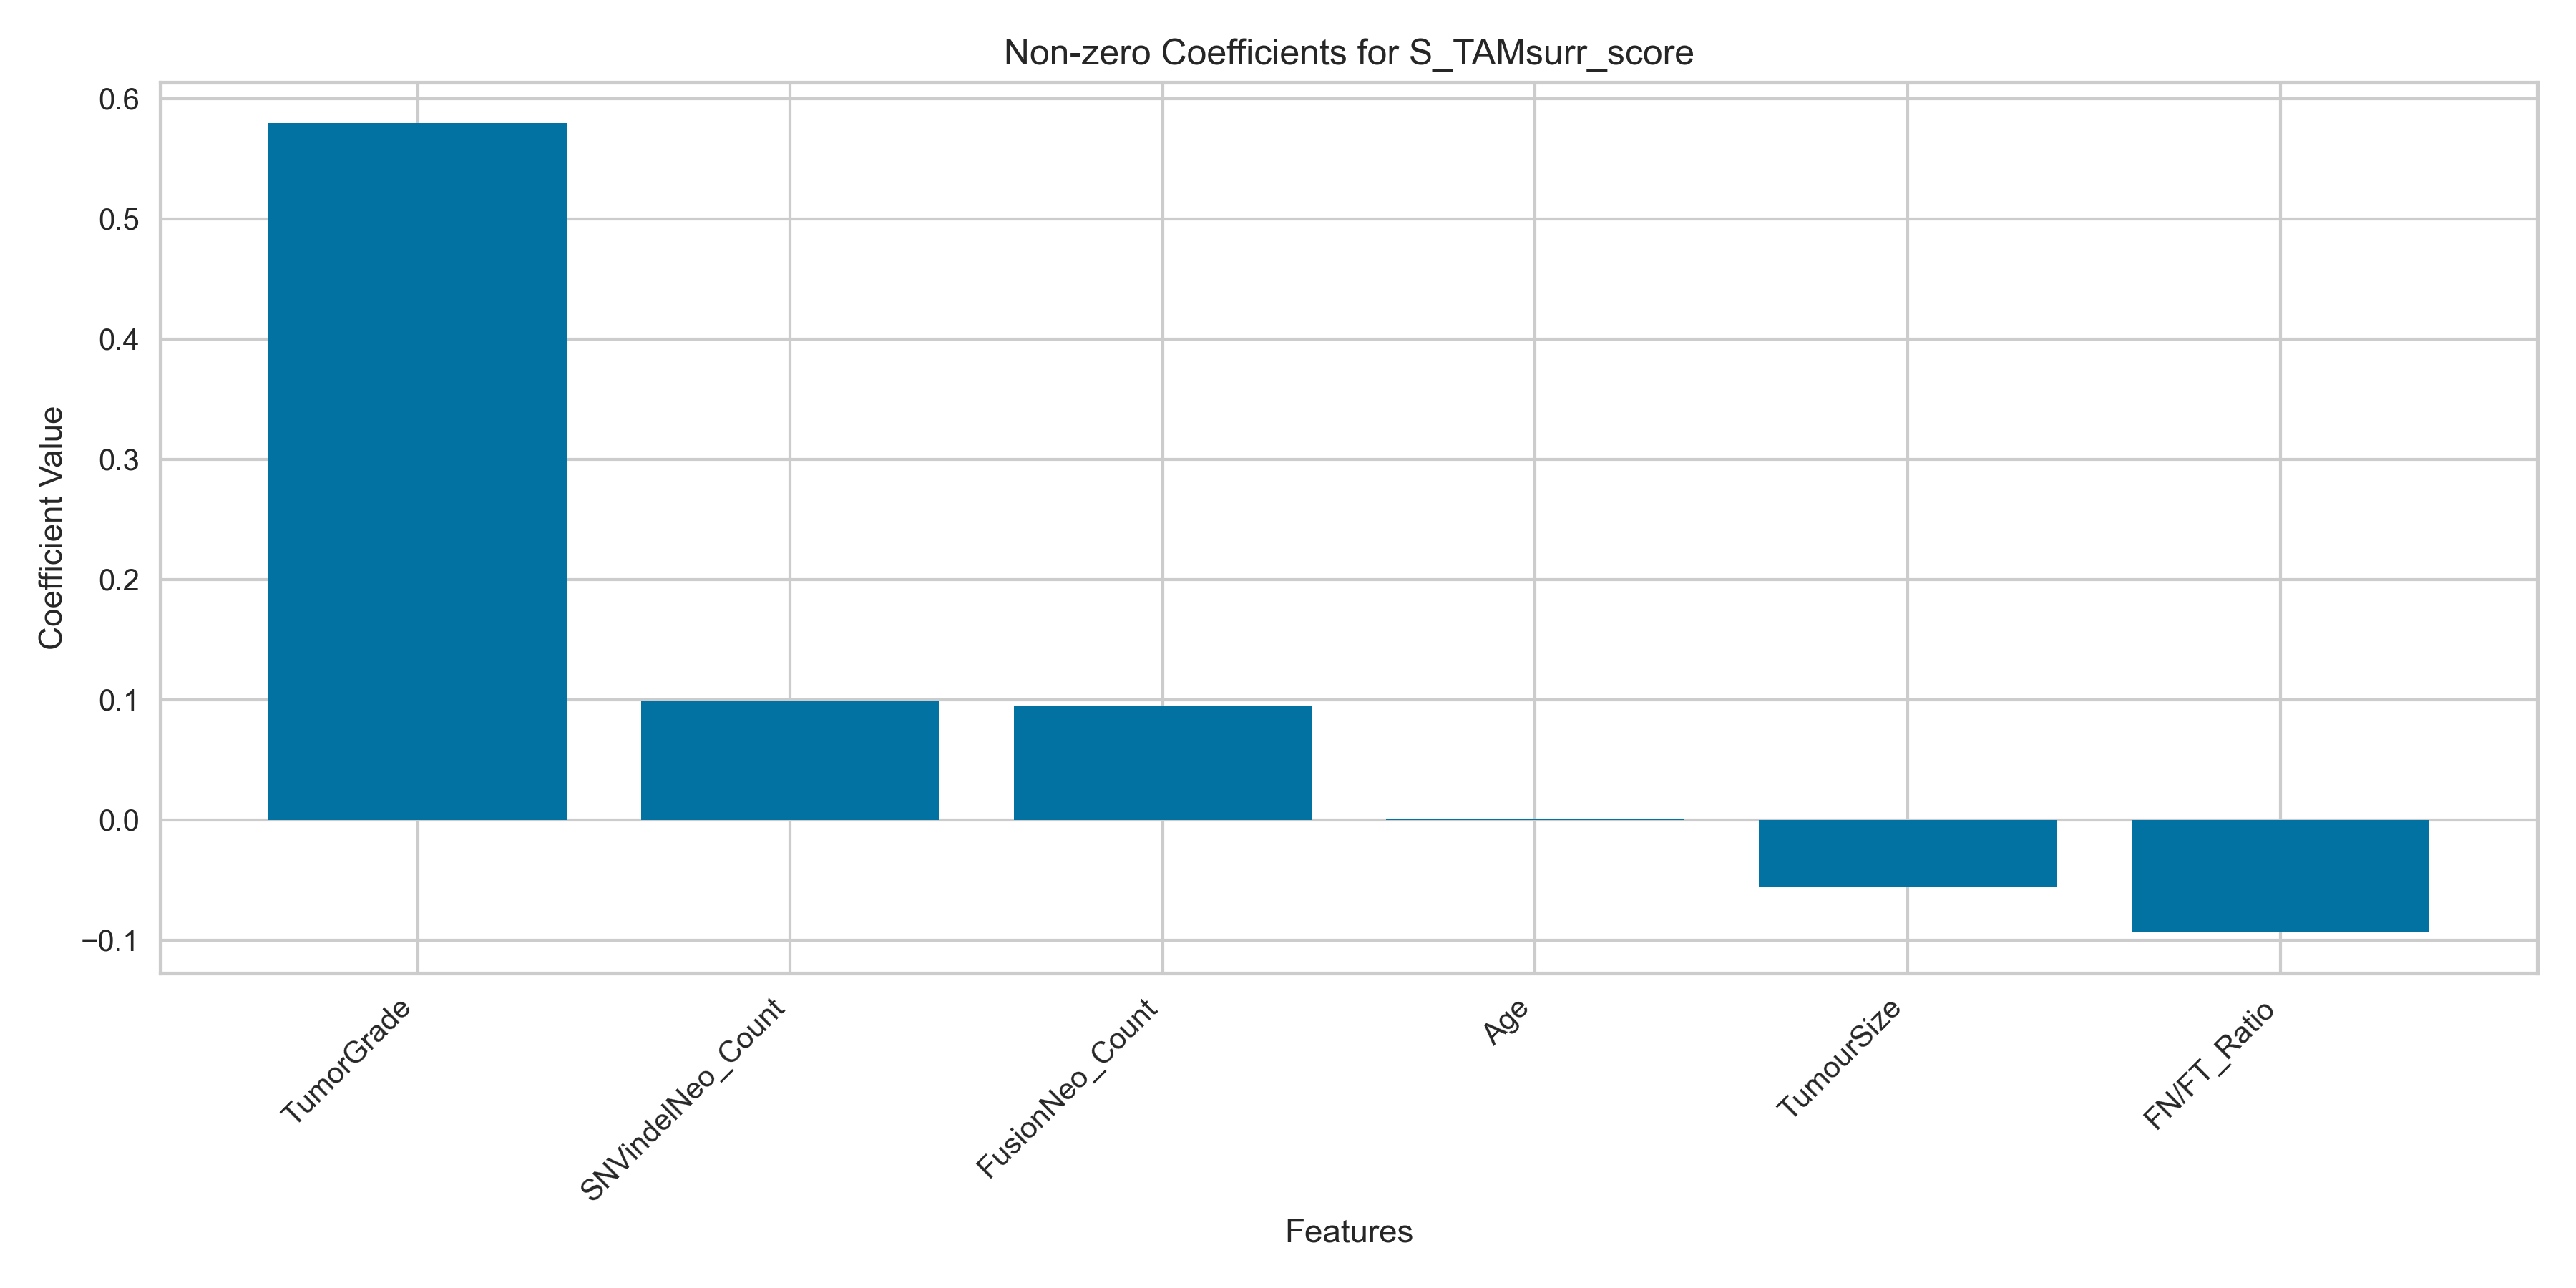 Non-zero Coefficients for S_TAMsurr_score
Coefficient Value
0.6
0.5
0.4
0.3
0.2
0.1
0.0
−0.1
TumorGrade
SNVindelNeo_Count
FusionNeo_Count
Age
TumourSize
FN/FT_Ratio
Features